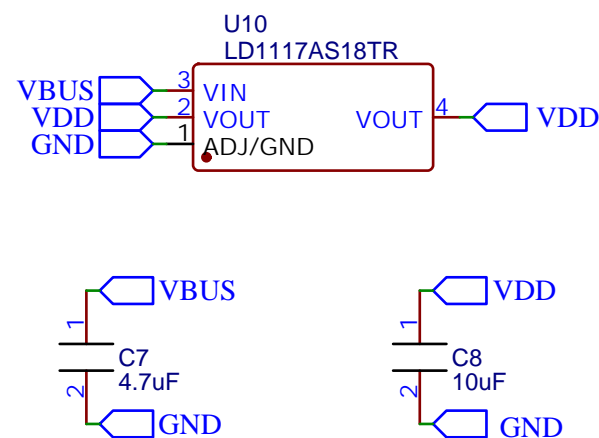 U10
LD1117AS18TR
VBUS 3 VIN
VDD 2 VOUT VOUT 4 VDD
GND 1 ADJ/GND
VBUS VDD
1 1
C7 C8
4.7uF 10uF
2 2
GND GND